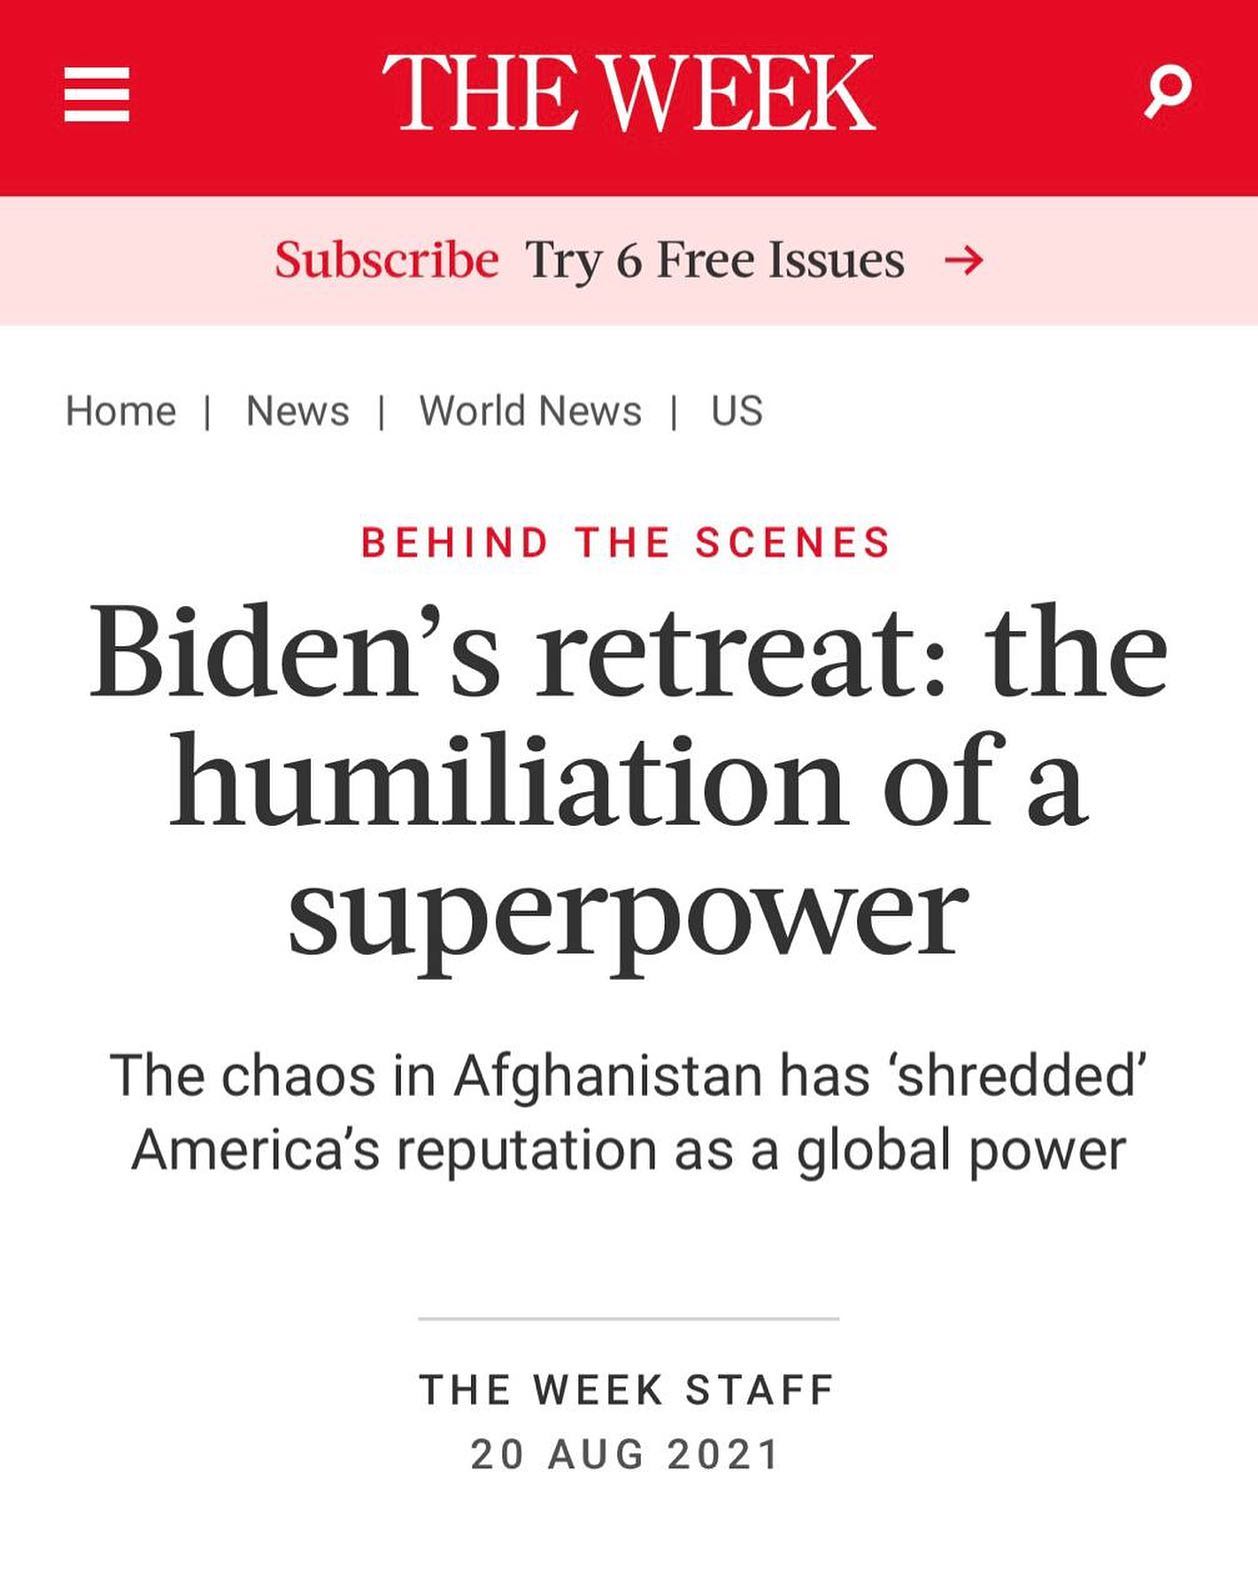 THE WEEK
Subscribe Try 6 Free Issues →
Home | News | World News | US
BEHIND THE SCENES
Biden’s retreat: the
humiliation of a
superpower
The chaos in Afghanistan has ‘shredded’
America’s reputation as a global power
THE WEEK STAFF
20 AUG 2021